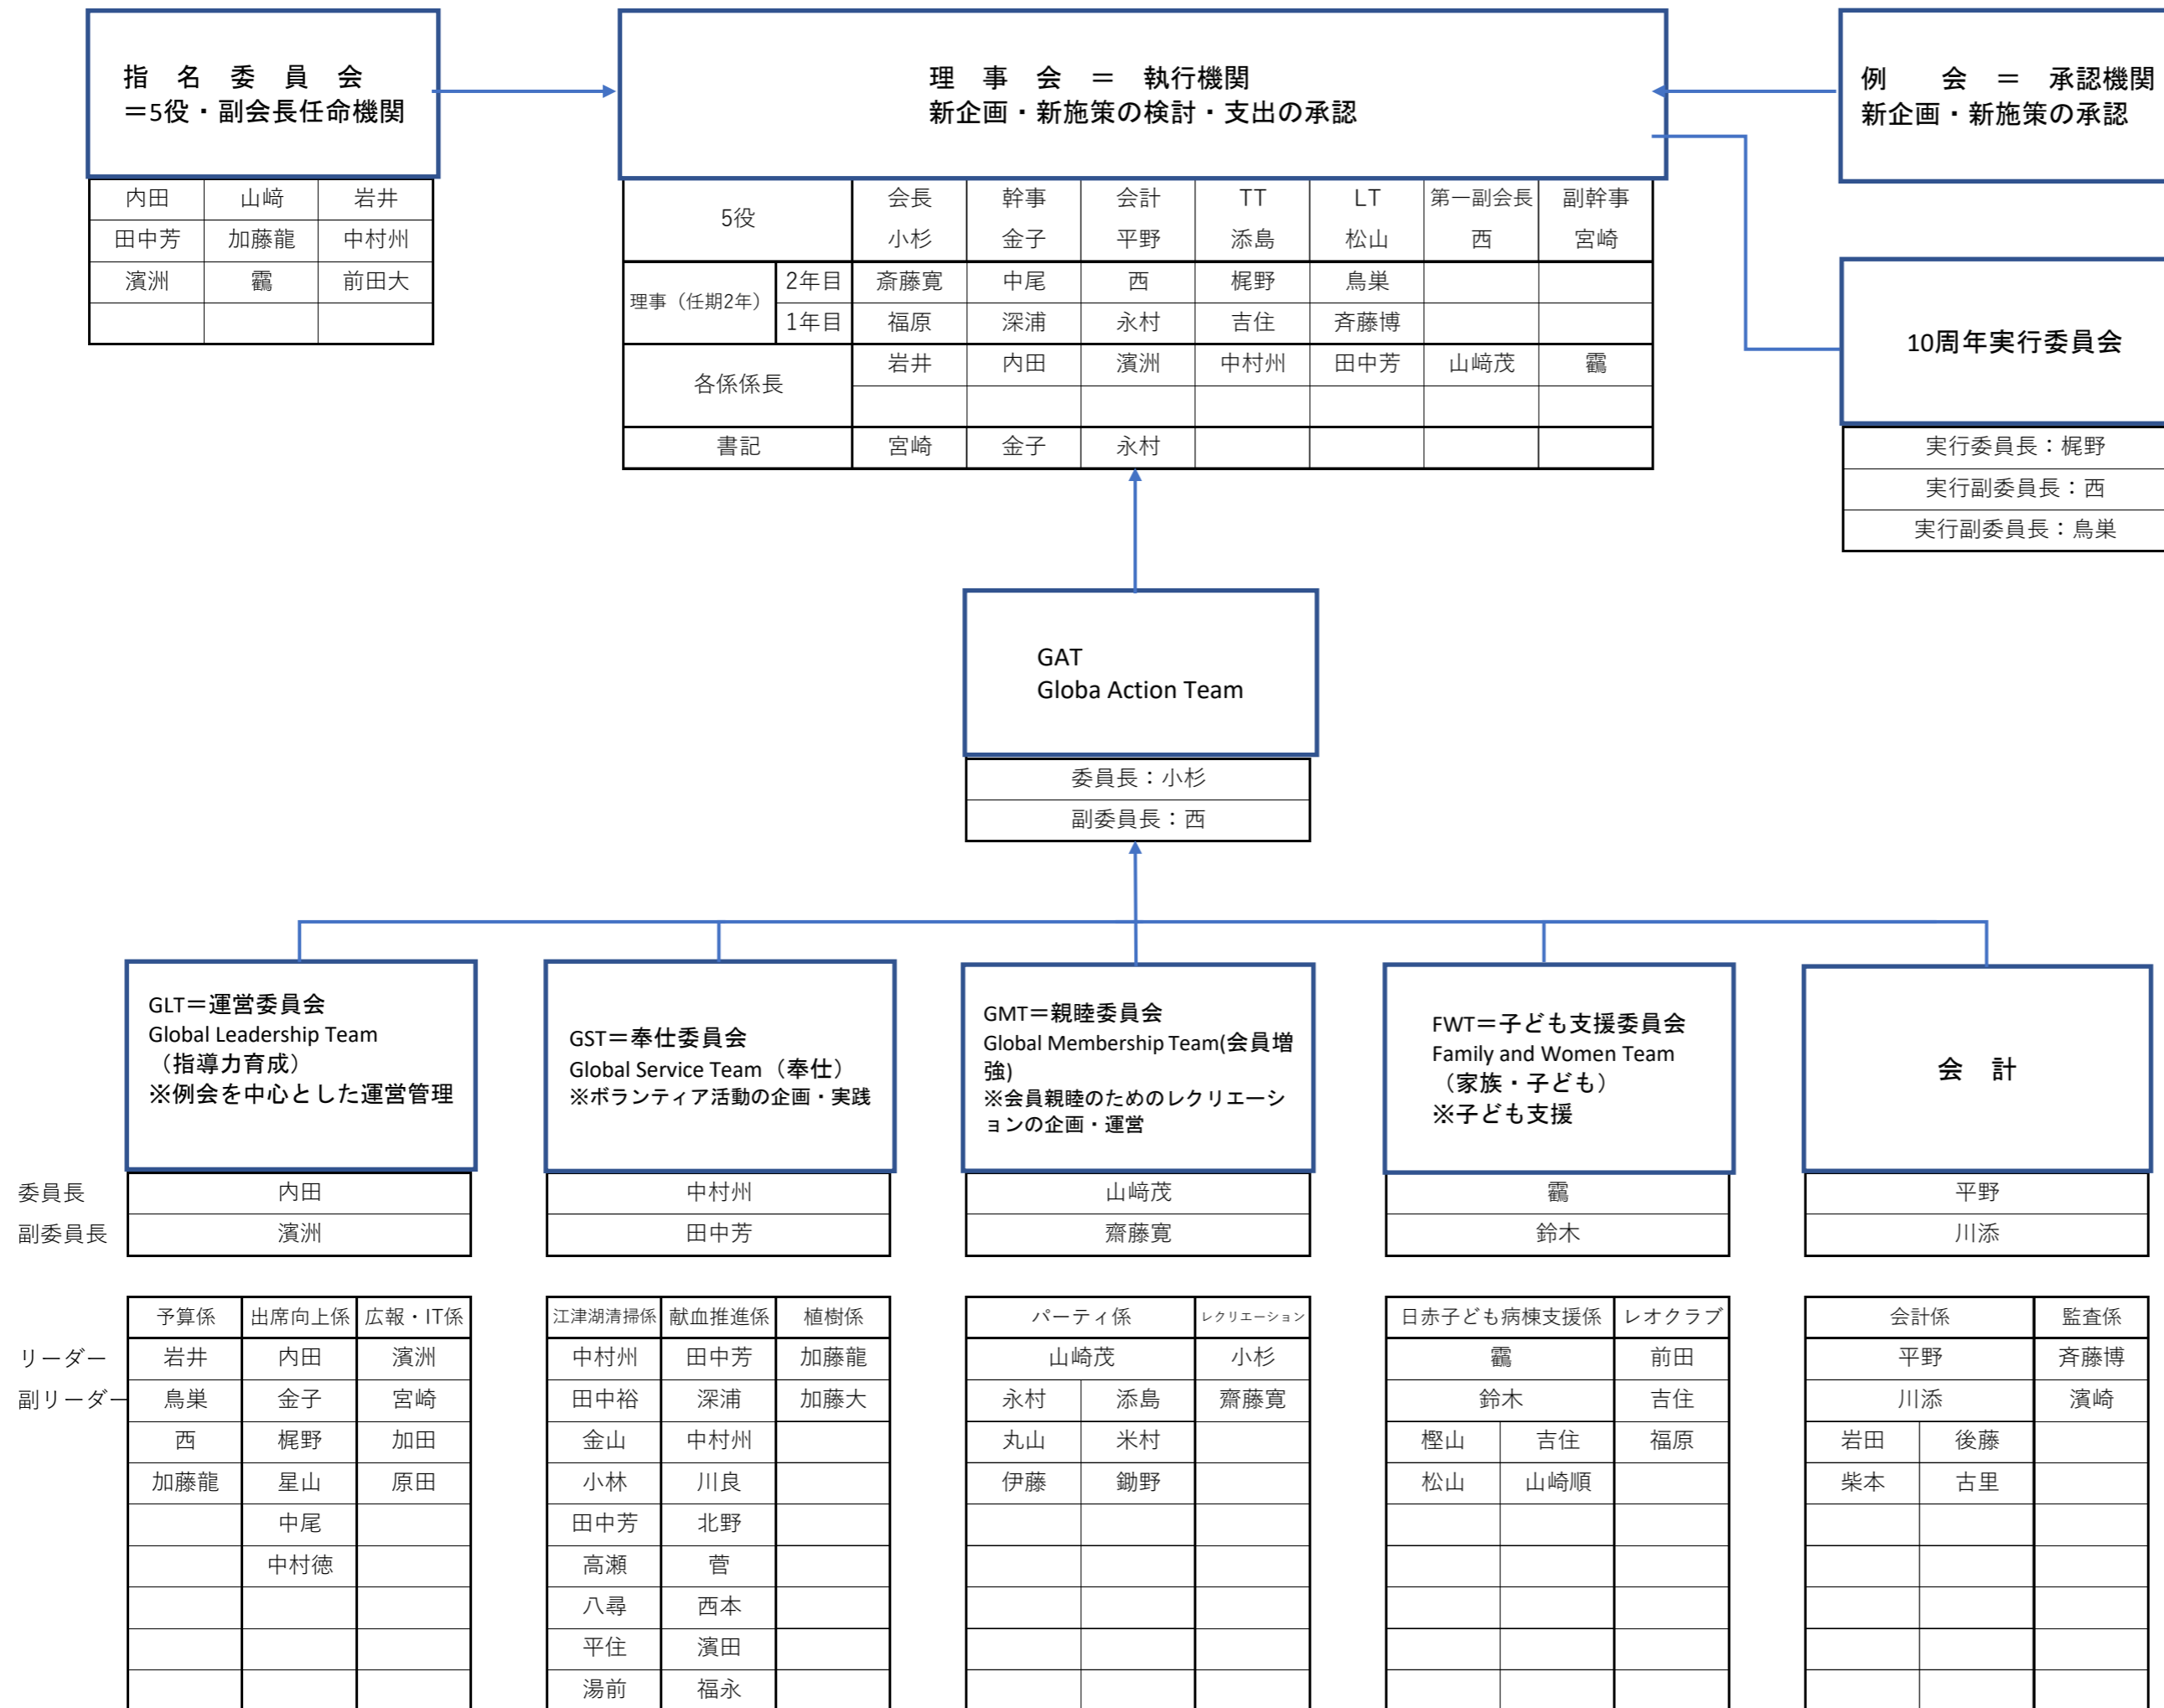 指 名 委 員 会
＝5役・副会長任命機関
理 事 会 ＝ 執行機関
新企画・新施策の検討・支出の承認
例 会 ＝ 承認機関
新企画・新施策の承認
内田 山﨑 岩井
田中芳 加藤龍 中村州
濱洲 靍 前田大
5役 会長 幹事 会計 TT LT 第一副会長 副幹事
小杉 金子 平野 添島 松山 西 宮崎
理事（任期2年） 2年目 斎藤寛 中尾 西 梶野 鳥巣
1年目 福原 深浦 永村 吉住 斉藤博
各係係長 岩井 内田 濱洲 中村州 田中芳 山﨑茂 靍
書記 宮崎 金子 永村
10周年実行委員会
実行委員長：梶野
実行副委員長：西
実行副委員長：鳥巣
GAT
Globa Action Team
委員長：小杉
副委員長：西
GLT＝運営委員会
Global Leadership Team
（指導力育成）
※例会を中心とした運営管理
GST＝奉仕委員会
Global Service Team（奉仕）
※ボランティア活動の企画・実践
GMT＝親睦委員会
Global Membership Team(会員増
強)
※会員親睦のためのレクリエーシ
ョンの企画・運営
FWT＝子ども支援委員会
Family and Women Team
（家族・子ども）
※子ども支援
会 計
委員長 内田 中村州 山﨑茂 靍 平野
副委員長 濱洲 田中芳 齋藤寛 鈴木 川添
予算係 出席向上係 広報・IT係 江津湖清掃係 献血推進係 植樹係 パーティ係 レクリエーション 日赤子ども病棟支援係 レオクラブ 会計係 監査係
リーダー 岩井 内田 濱洲 中村州 田中芳 加藤龍 山崎茂 小杉 靍 前田 平野 斉藤博
副リーダー 鳥巣 金子 宮崎 田中裕 深浦 加藤大 永村 添島 齋藤寛 鈴木 吉住 川添 濱崎
西 梶野 加田 金山 中村州 丸山 米村 樫山 吉住 福原 岩田 後藤
加藤龍 星山 原田 小林 川良 伊藤 鋤野 松山 山崎順 柴本 古里
中尾 田中芳 北野
中村徳 高瀬 菅
八尋 西本
平住 濱田
湯前 福永